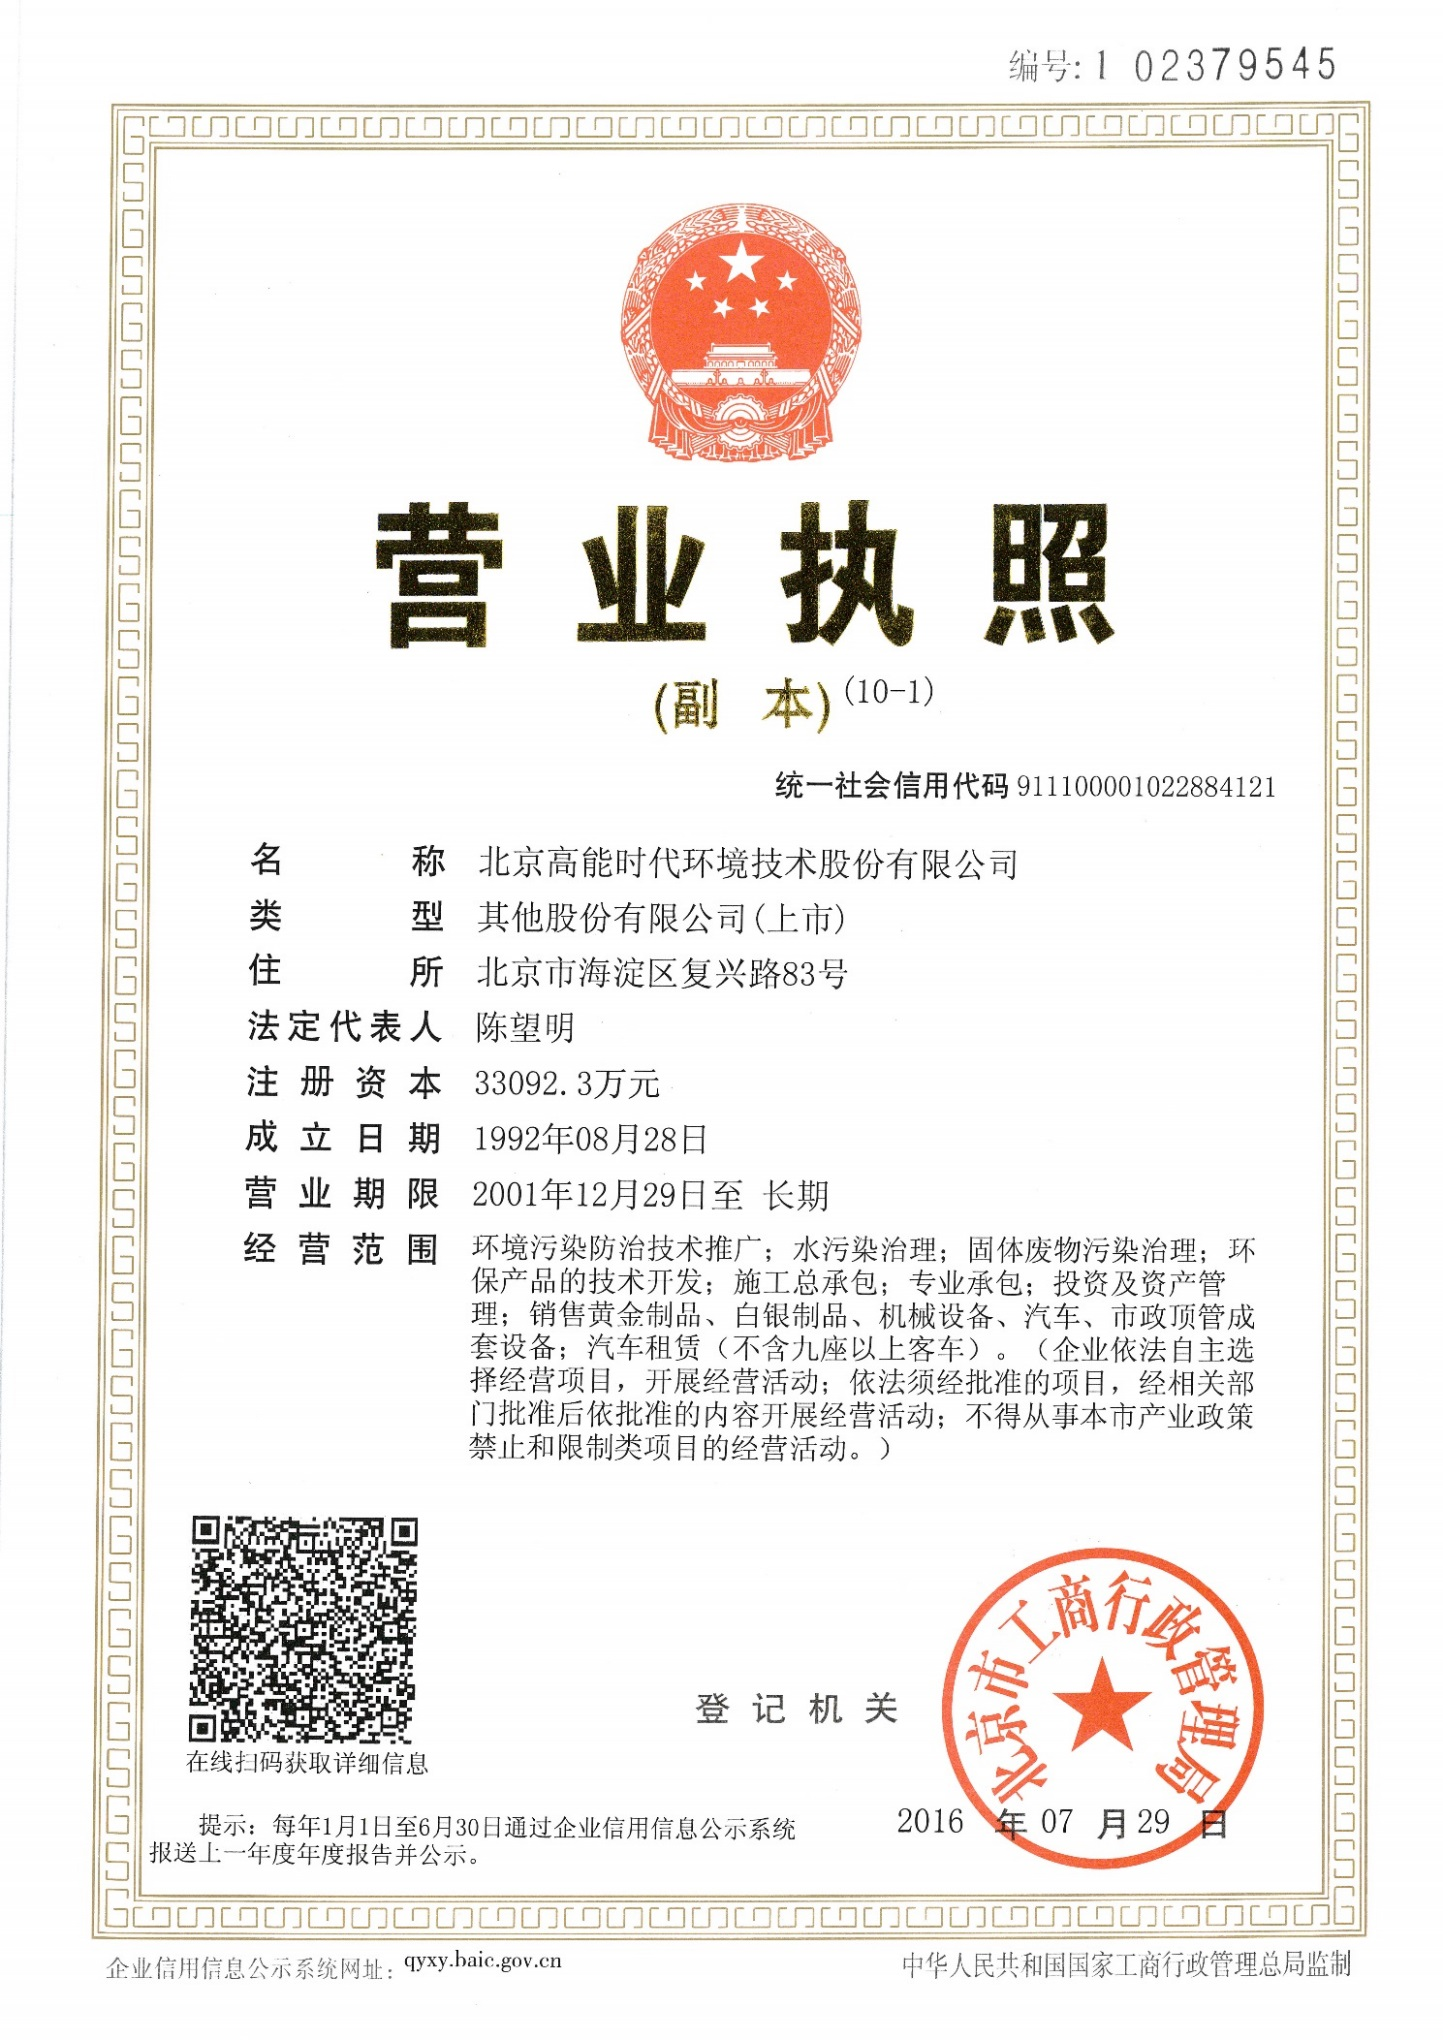 编号: 1 02379545
营业执照
(副 本) (10-1)
统一社会信用代码 911100001022884121
名称 北京高能时代环境技术股份有限公司
类型 其他股份有限公司(上市)
住所 北京市海淀区复兴路83号
法定代表人 陈望明
注册资本 33092.3万元
成立日期 1992年08月28日
营业期限 2001年12月29日至 长期
经营范围 环境污染防治技术推广；水污染治理；固体废物污染治理；环
保产品的技术开发；施工总承包；专业承包；投资及资产管
理；销售黄金制品、白银制品、机械设备、汽车、市政顶管成
套设备；汽车租赁（不含九座以上客车）。（企业依法自主选
择经营项目，开展经营活动；依法须经批准的项目，经相关部
门批准后依批准的内容开展经营活动；不得从事本市产业政策
禁止和限制类项目的经营活动。）
在线扫码获取详细信息
登记机关
北京市工商行政管理局
2016 年 07 月 29 日
提示：每年1月1日至6月30日通过企业信用信息公示系统
报送上一年度年度报告并公示。
企业信用信息公示系统网址：qyxy.baic.gov.cn
中华人民共和国国家工商行政管理总局监制